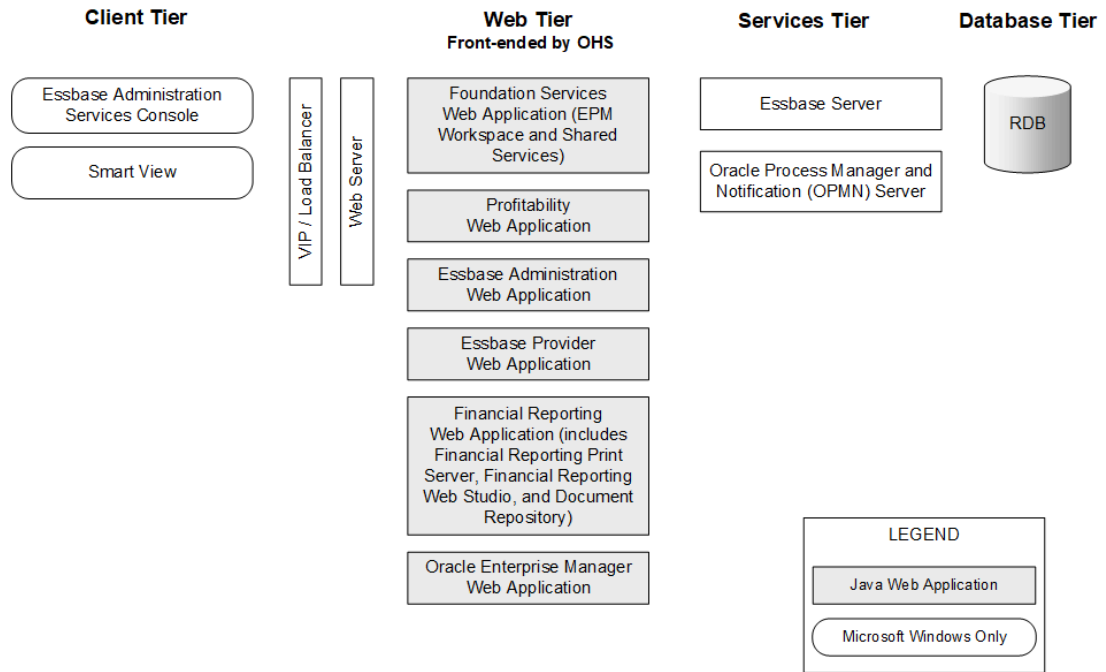 Client Tier
Essbase Administration
Services Console
Smart View
VIP / Load Balancer
Web Server
Web Tier
Front-ended by OHS
Foundation Services
Web Application (EPM
Workspace and Shared
Services)
Profitability
Web Application
Essbase Administration
Web Application
Essbase Provider
Web Application
Financial Reporting
Web Application (includes
Financial Reporting Print
Server, Financial Reporting
Web Studio, and Document
Repository)
Oracle Enterprise Manager
Web Application
Services Tier
Essbase Server
Oracle Process Manager and
Notification (OPMN) Server
Database Tier
RDB
LEGEND
Java Web Application
Microsoft Windows Only